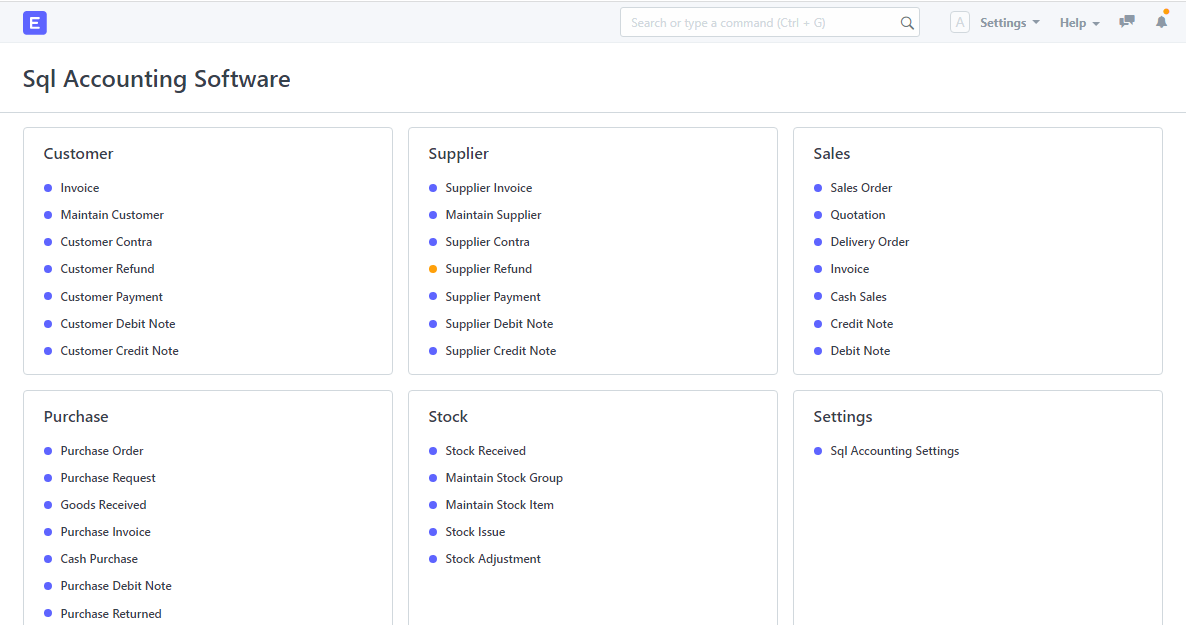 E
Search or type a command (Ctrl + G)
A
Settings
Help
Sql Accounting Software
Customer
Invoice
Maintain Customer
Customer Contra
Customer Refund
Customer Payment
Customer Debit Note
Customer Credit Note
Supplier
Supplier Invoice
Maintain Supplier
Supplier Contra
Supplier Refund
Supplier Payment
Supplier Debit Note
Supplier Credit Note
Sales
Sales Order
Quotation
Delivery Order
Invoice
Cash Sales
Credit Note
Debit Note
Purchase
Purchase Order
Purchase Request
Goods Received
Purchase Invoice
Cash Purchase
Purchase Debit Note
Purchase Returned
Stock
Stock Received
Maintain Stock Group
Maintain Stock Item
Stock Issue
Stock Adjustment
Settings
Sql Accounting Settings